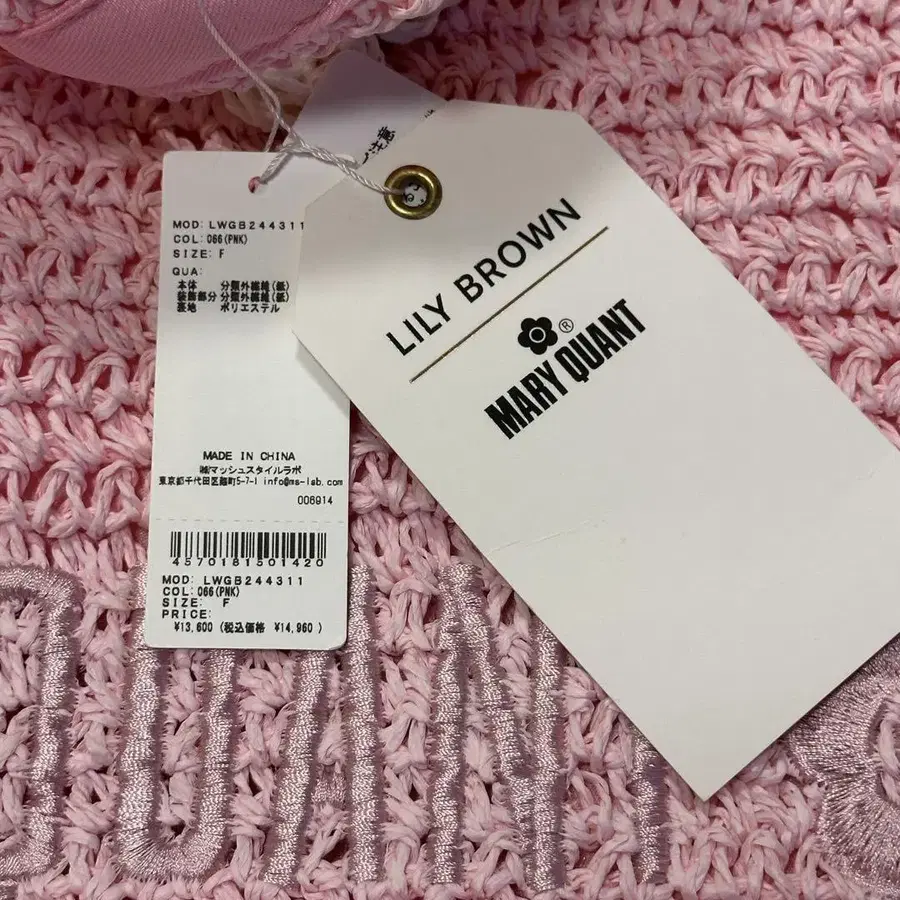 ご注意
MOD: LWGB244311
COL: 066(PNK)
SIZE: F
QUA:
本体 分類外繊維(紙)
装飾部分 分類外繊維(紙)
裏地 ポリエステル
MADE IN CHINA
㈱マッシュスタイルラボ
東京都千代田区麹町5-7-1 info@ms-lab.com
006914
4570181501420
MOD: LWGB244311
COL: 066(PNK)
SIZE: F
PRICE:
¥13,600 (税込価格 ¥14,960 )
LILY BROWN
® MARY QUANT
QUANT